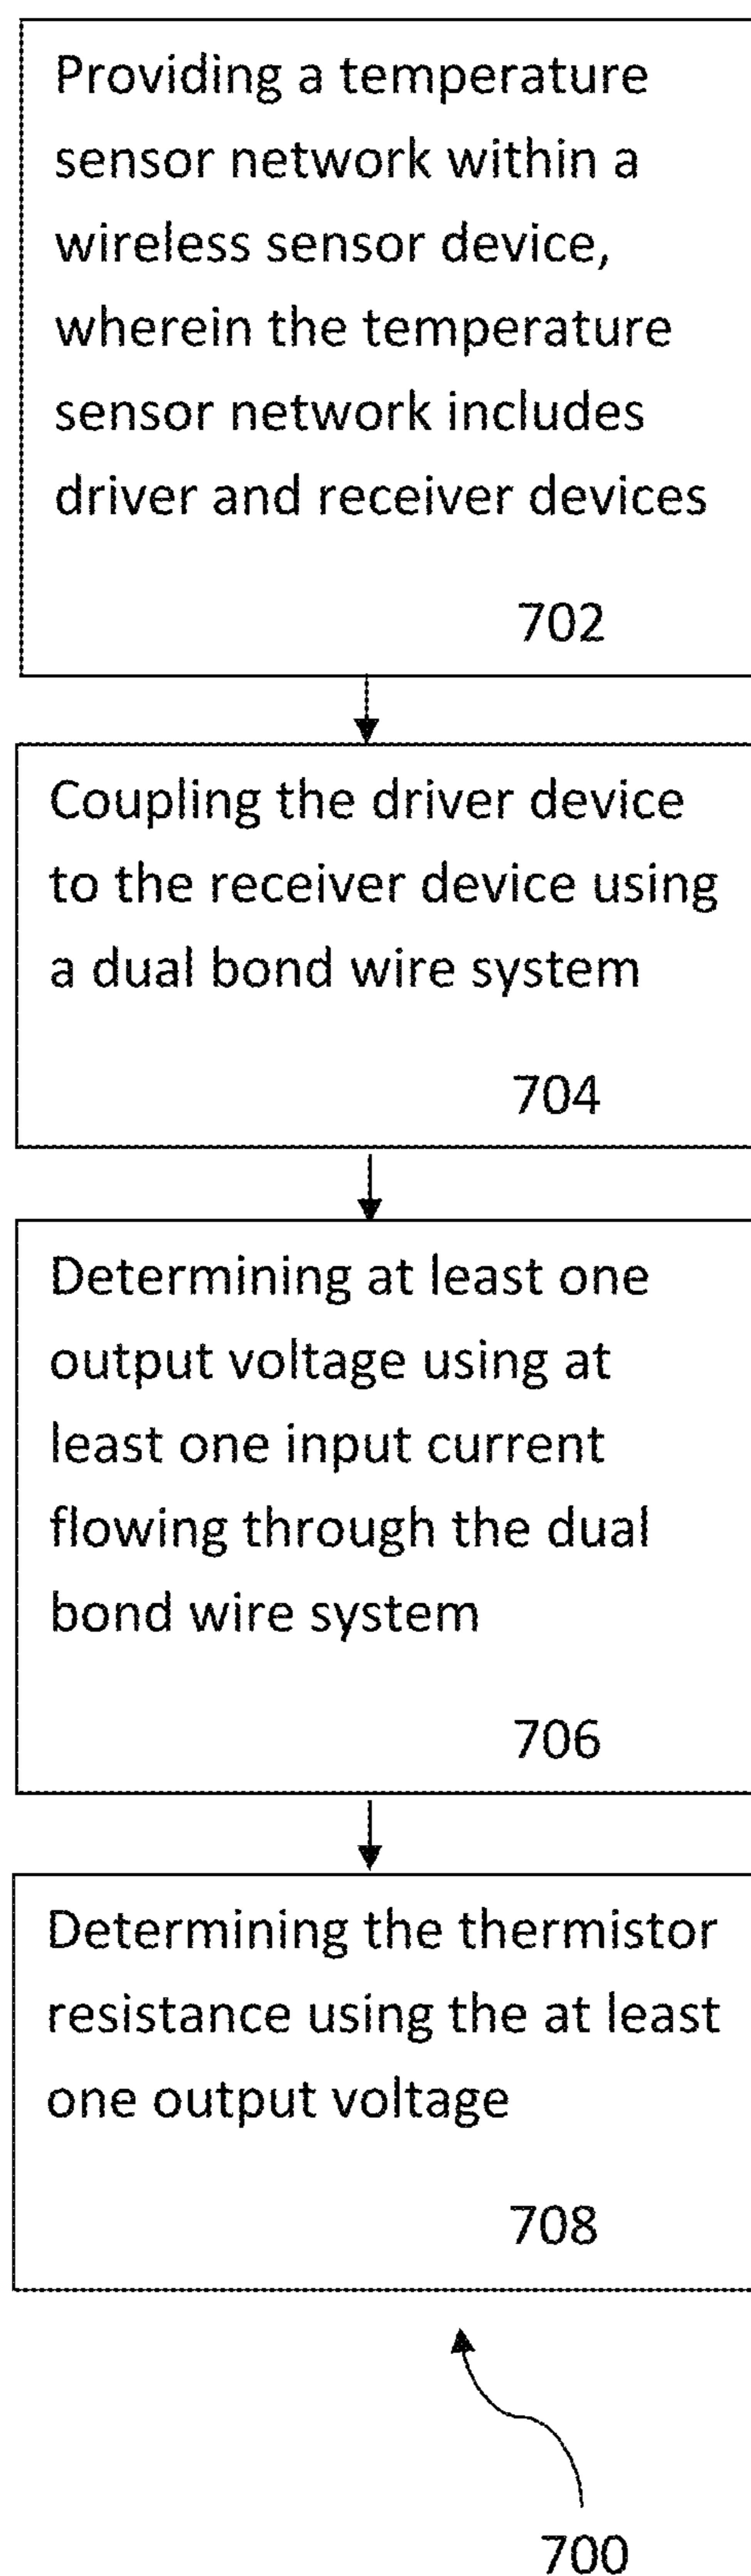 Providing a temperature
sensor network within a
wireless sensor device,
wherein the temperature
sensor network includes
driver and receiver devices
702
Coupling the driver device
to the receiver device using
a dual bond wire system
704
Determining at least one
output voltage using at
least one input current
flowing through the dual
bond wire system
706
Determining the thermistor
resistance using the at least
one output voltage
708
700